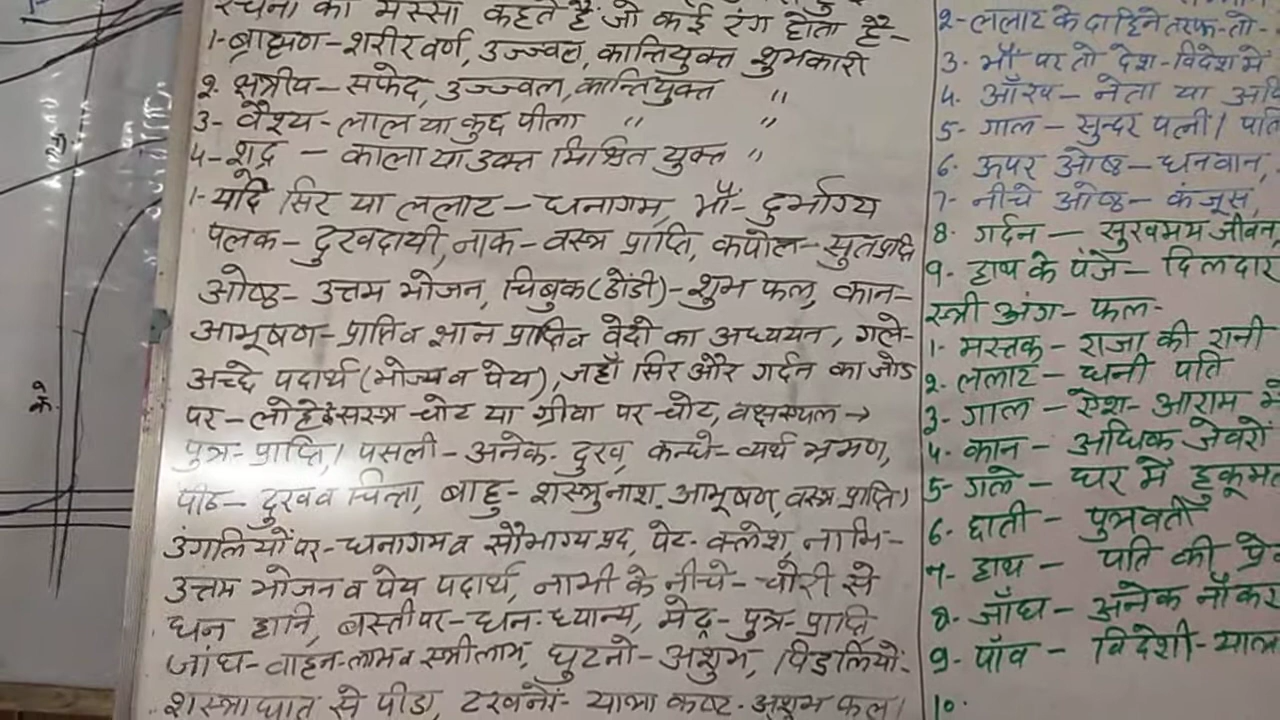 रचना को मस्सा कहते हैं जो कई रंग होता है-
1-ब्राह्मण-शरीर वर्ण, उज्ज्वल, कान्तियुक्त शुभकारी
2. क्षत्रीय-सफेद, उज्ज्वल, कान्तियुक्त "
3- वैश्य-लाल या कुछ पीला " "
4-शूद्र - काला या उक्त मिश्रित युक्त "
1-यदि सिर या ललाट-धनागम, भौं-दुर्भाग्य
पलक-दुखदायी, नाक-वस्त्र प्राप्ति, कपोल-
ओष्ठ-उत्तम भोजन, चिबुक(ठोडी)-शुभ फल, कान-
आभूषण-प्राप्ति व ज्ञान प्राप्ति व वेदो का अध्ययन, गले-
अच्छे पदार्थ (भोज्य व पेय), जहाँ सिर और गर्दन का जोड
पर-लोहे चोट या ग्रीवा पर चोट, वक्षस्थल→
पुत्र-प्राप्ति। पसली-अनेक-दुख, कन्धे-व्यर्थ भ्रमण,
पीठ-दुख व चिन्ता, बाहु-शस्त्रुनाश, आभूषण, वस्त्र प्राप्ति।
उंगलियों पर-धनागम व सौभाग्य प्रद, पेट-क्लेश, नाभि-
उत्तम भोजन व पेय पदार्थ, नाभी के नीचे-चोरी से
धन हानि, बस्ती पर-धन-ध्यान्य, मेढ्र-पुत्र-प्राप्ति,
जांघ-वाहन-लाभ व स्त्री लाभ, घुटनो-अशुभ, पिंडलियों-
शस्त्राघात से पीडा, टखनों-यात्रा कष्ट-अशुभ फल।
2-ललाट के दाहिने तरफ-तो-
3. भौं पर तो देश-विदेश में
4. आँख-नेता या
5- गाल-सुन्दर पत्नी।
6. ऊपर ओष्ठ-धनवान,
7- नीचे ओष्ठ-कंजूस,
8. गर्दन-सुखमय जीवन,
9. हाथ के पंजे-दिलदार
स्त्री अंग-फल-
1- मस्तक-राजा की रानी
2. ललाट-धनी पति
3. गाल-ऐश-आराम
4. कान-अधिक जेवरों
5- गले-घर में
6. छाती-पुत्रवती
7- हाथ-पति की
8. जाँघ-अनेक नौकर
9- पाँव-विदेशी-
10.